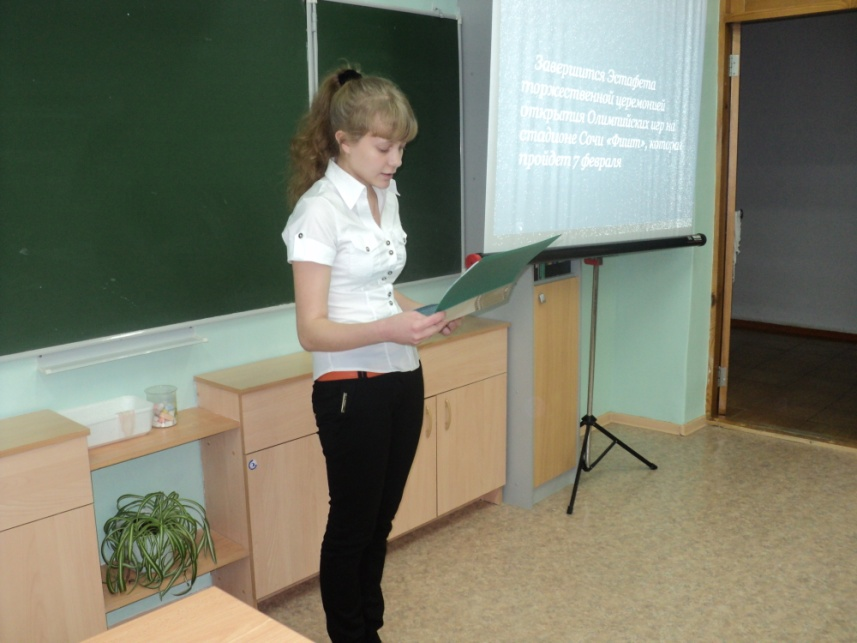 Завершится Эстафета
торжественной церемонией
открытия Олимпийских игр на
стадионе Сочи «Фишт», которая
пройдет 7 февраля